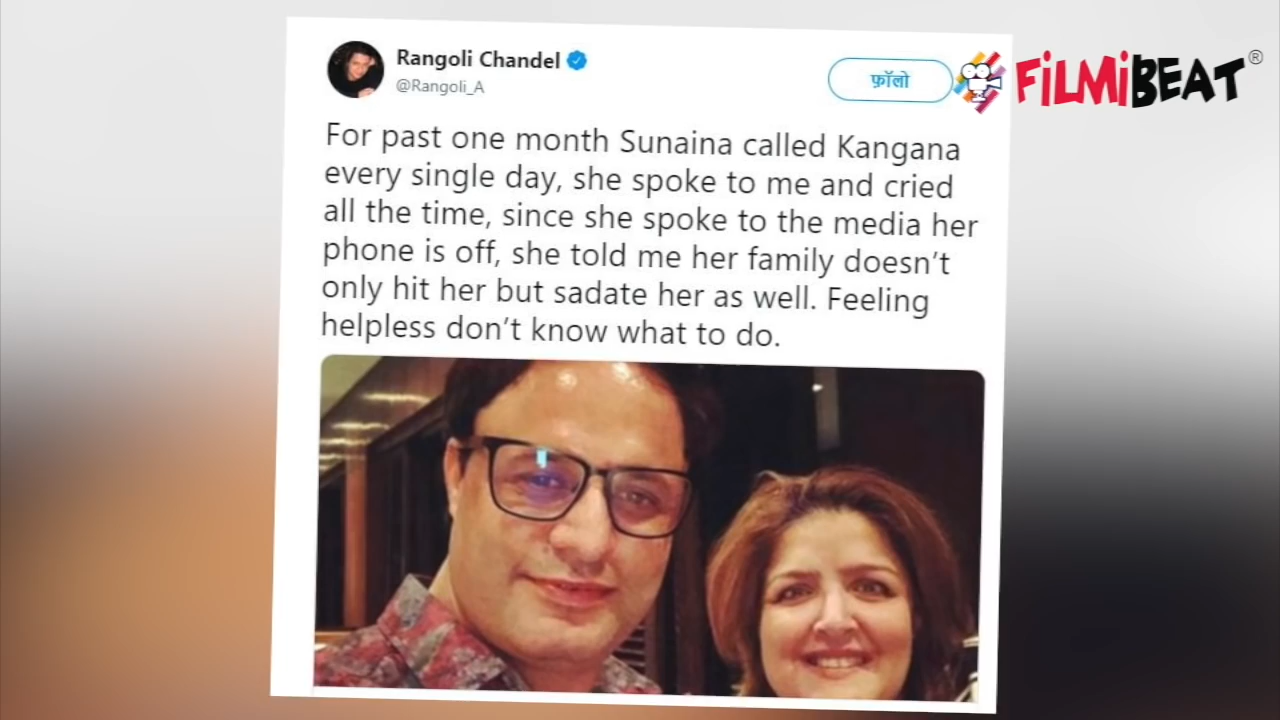 Rangoli Chandel
@Rangoli_A
फ़ॉलो
FiLMiBEAT®
For past one month Sunaina called Kangana
every single day, she spoke to me and cried
all the time, since she spoke to the media her
phone is off, she told me her family doesn't
only hit her but sadate her as well. Feeling
helpless don't know what to do.